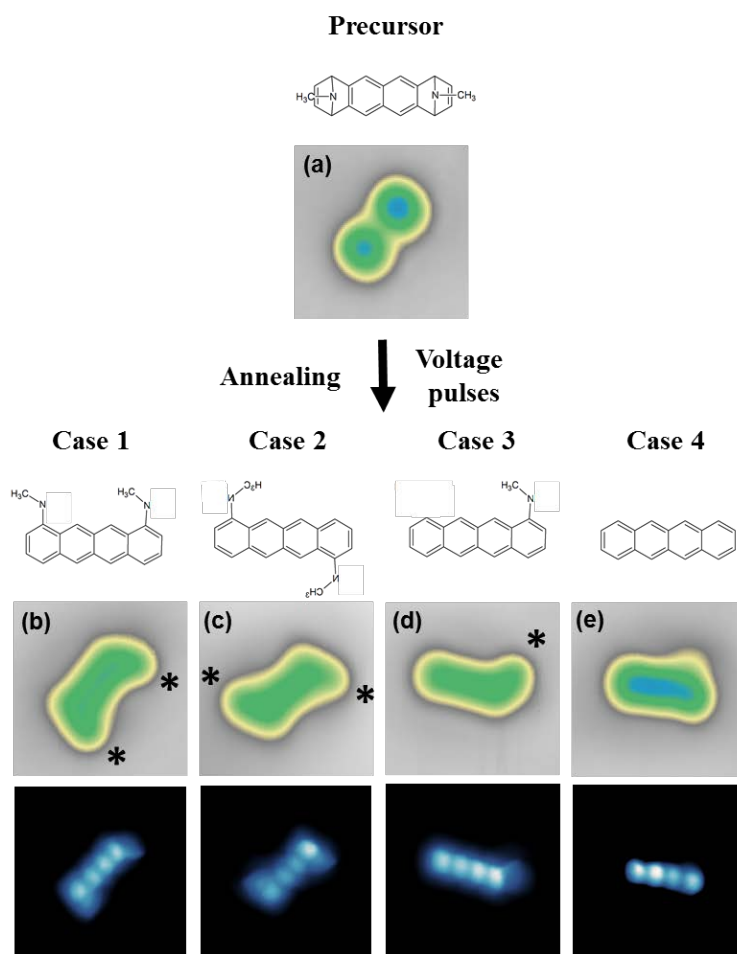 Precursor
H₃C N N CH₃
(a)
Annealing
Voltage
pulses
Case 1
Case 2
Case 3
Case 4
H₃C N H₃C N
N H₃C
N CH₃
H₃C N
(b)
*
*
(c)
*
*
(d)
*
(e)